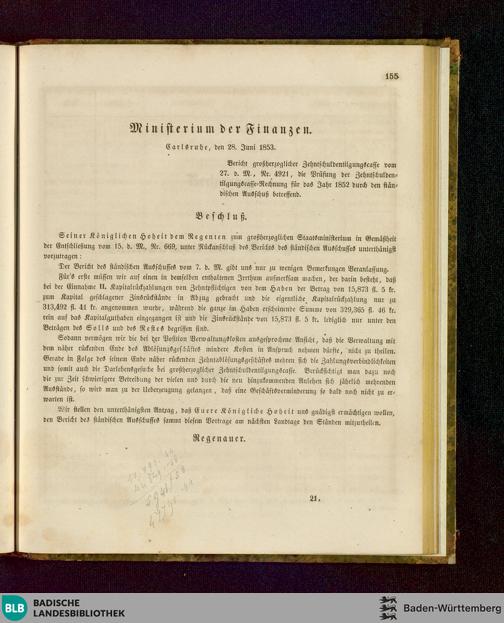 155
Ministerium der Finanzen.
Carlsruhe, den 28. Juni 1853.
Bericht großherzoglicher Zehntschuldentilgungscasse vom
27. d. M., Nr. 4921, die Prüfung der Zehntschulden-
tilgungscasse-Rechnung für das Jahr 1852 durch den stän-
dischen Ausschuß betreffend.
Beschluß.
Seiner Königlichen Hoheit dem Regenten zum großherzoglichen Staatsministerium in Gemäßheit
der Entschließung vom 15. d. M., Nr. 669, unter Rückanschluß des Berichts des ständischen Ausschusses unterthänigst
vorzutragen:
Der Bericht des ständischen Ausschusses vom 7. d. M. gibt uns nur zu wenigen Bemerkungen Veranlassung.
Für's erste müssen wir auf einen in demselben enthaltenen Irrthum aufmerksam machen, der darin besteht, daß
bei der Einnahme II. Kapitalrückzahlungen von Zehntpflichtigen von dem Haben der Betrag von 15,873 fl. 5 kr.
zum Kapital geschlagener Zinsrückstände in Abzug gebracht und die eigentliche Kapitalrückzahlung nur zu
313,492 fl. 41 kr. angenommen wurde, während die ganze im Haben erscheinende Summe von 329,365 fl. 46 kr.
rein auf das Kapitalguthaben eingegangen ist und die Zinsrückstände von 15,873 fl. 5 kr. lediglich nur unter den
Beträgen des Solls und des Restes begriffen sind.
Sodann vermögen wir die bei der Position Verwaltungskosten ausgesprochene Ansicht, daß die Verwaltung mit
dem näher rückenden Ende des Ablösungsgeschäftes mindere Kosten in Anspruch nehmen dürfte, nicht zu theilen.
Gerade in Folge des seinem Ende näher rückenden Zehntablösungsgeschäftes mehren sich die Zahlungsverbindlichkeiten
und somit auch die Darlehensgesuche bei großherzoglicher Zehntschuldentilgungscasse. Berücksichtigt man dazu noch
die zur Zeit schwierigere Betreibung der vielen und durch die neu hinzukommenden Anlehen sich jährlich mehrenden
Ausstände, so wird man zu der Ueberzeugung gelangen, daß eine Geschäftsverminderung so bald noch nicht zu er-
warten ist.
Wir stellen den unterthänigsten Antrag, daß Euere Königliche Hoheit uns gnädigst ermächtigen wollen,
den Bericht des ständischen Ausschusses sammt diesem Vortrage am nächsten Landtage den Ständen mitzutheilen.
Regenauer.
21.
BLB BADISCHE
LANDESBIBLIOTHEK
Baden-Württemberg